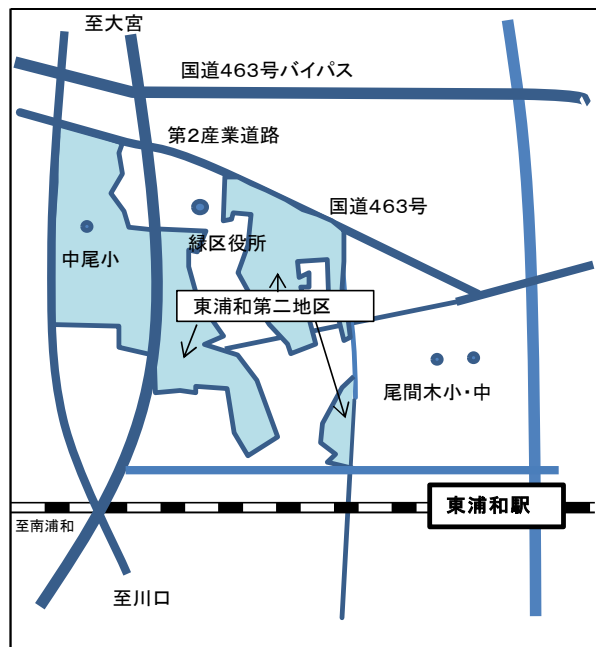 至大宮
国道463号バイパス
第2産業道路
国道463号
緑区役所
中尾小
東浦和第二地区
尾間木小・中
東浦和駅
至南浦和
至川口